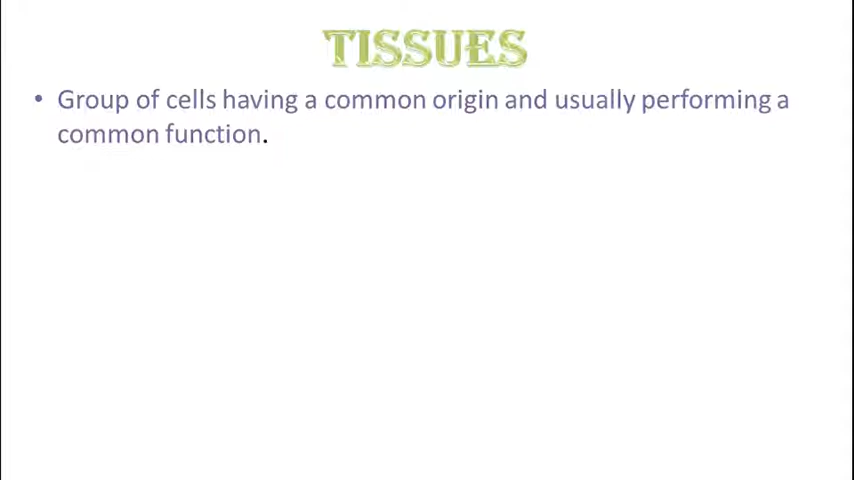 TISSUES
• Group of cells having a common origin and usually performing a
common function.